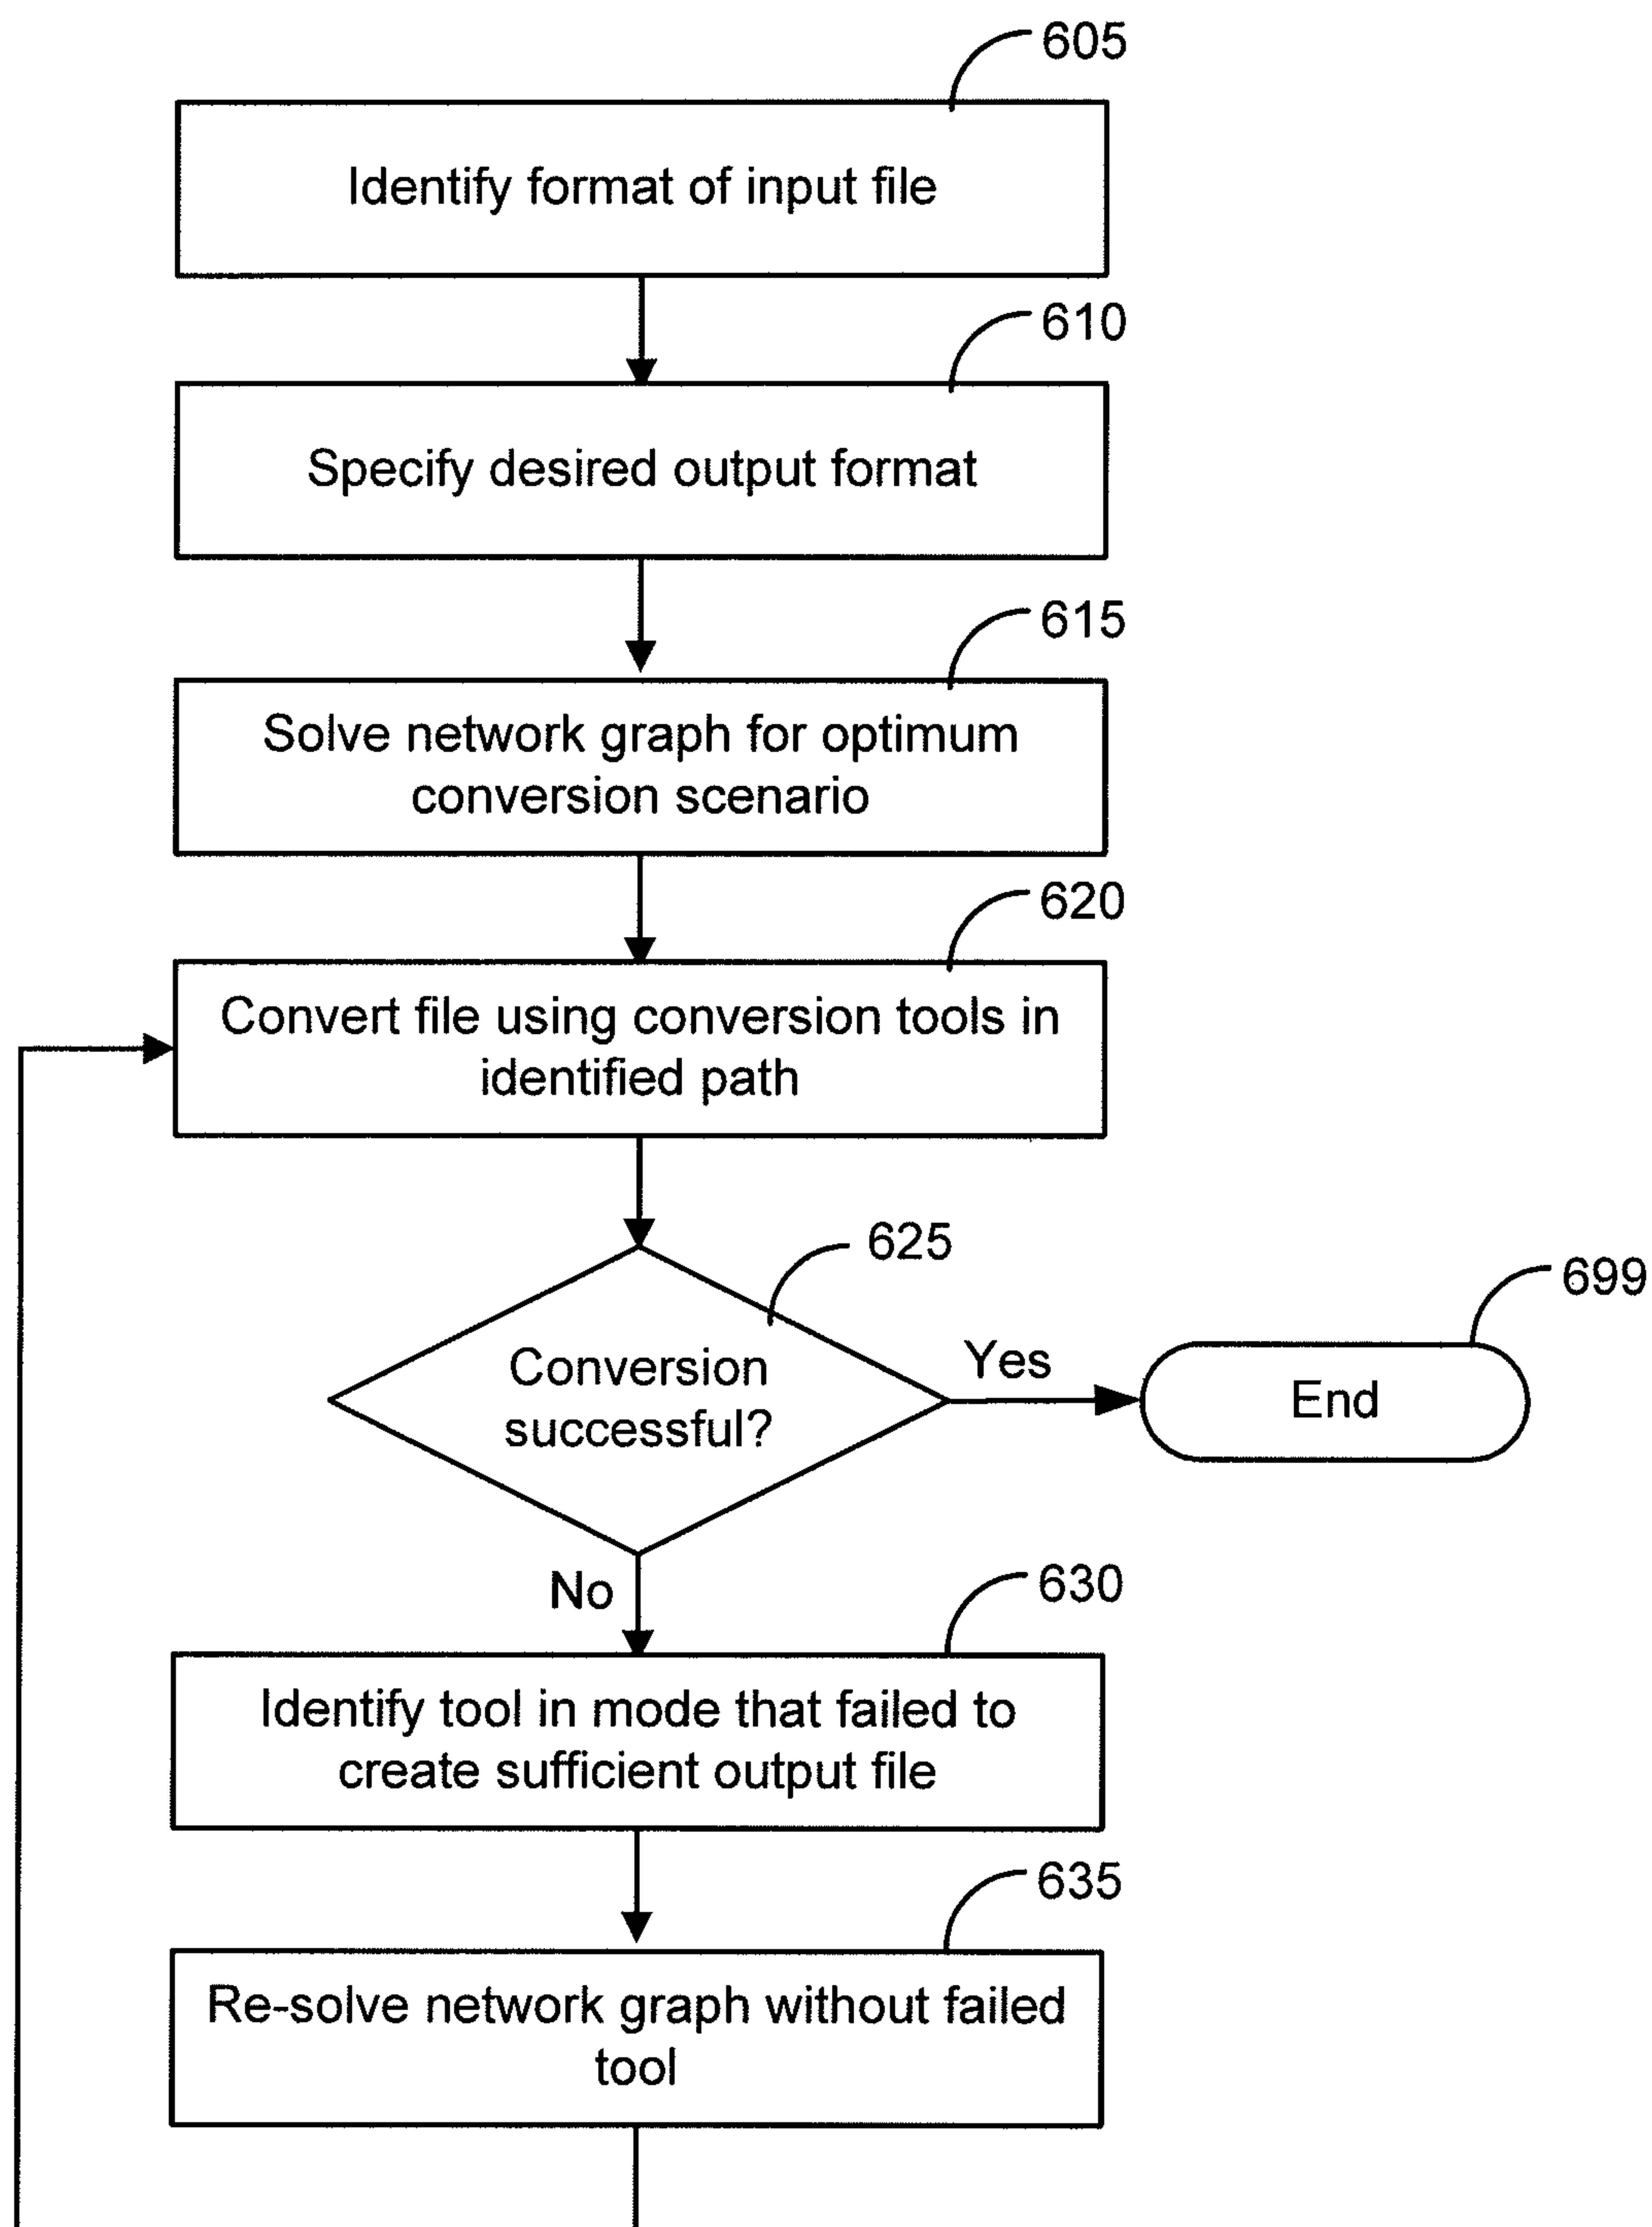 605
Identify format of input file
610
Specify desired output format
615
Solve network graph for optimum
conversion scenario
620
Convert file using conversion tools in
identified path
625
Conversion
successful?
Yes
699
End
No
630
Identify tool in mode that failed to
create sufficient output file
635
Re-solve network graph without failed
tool